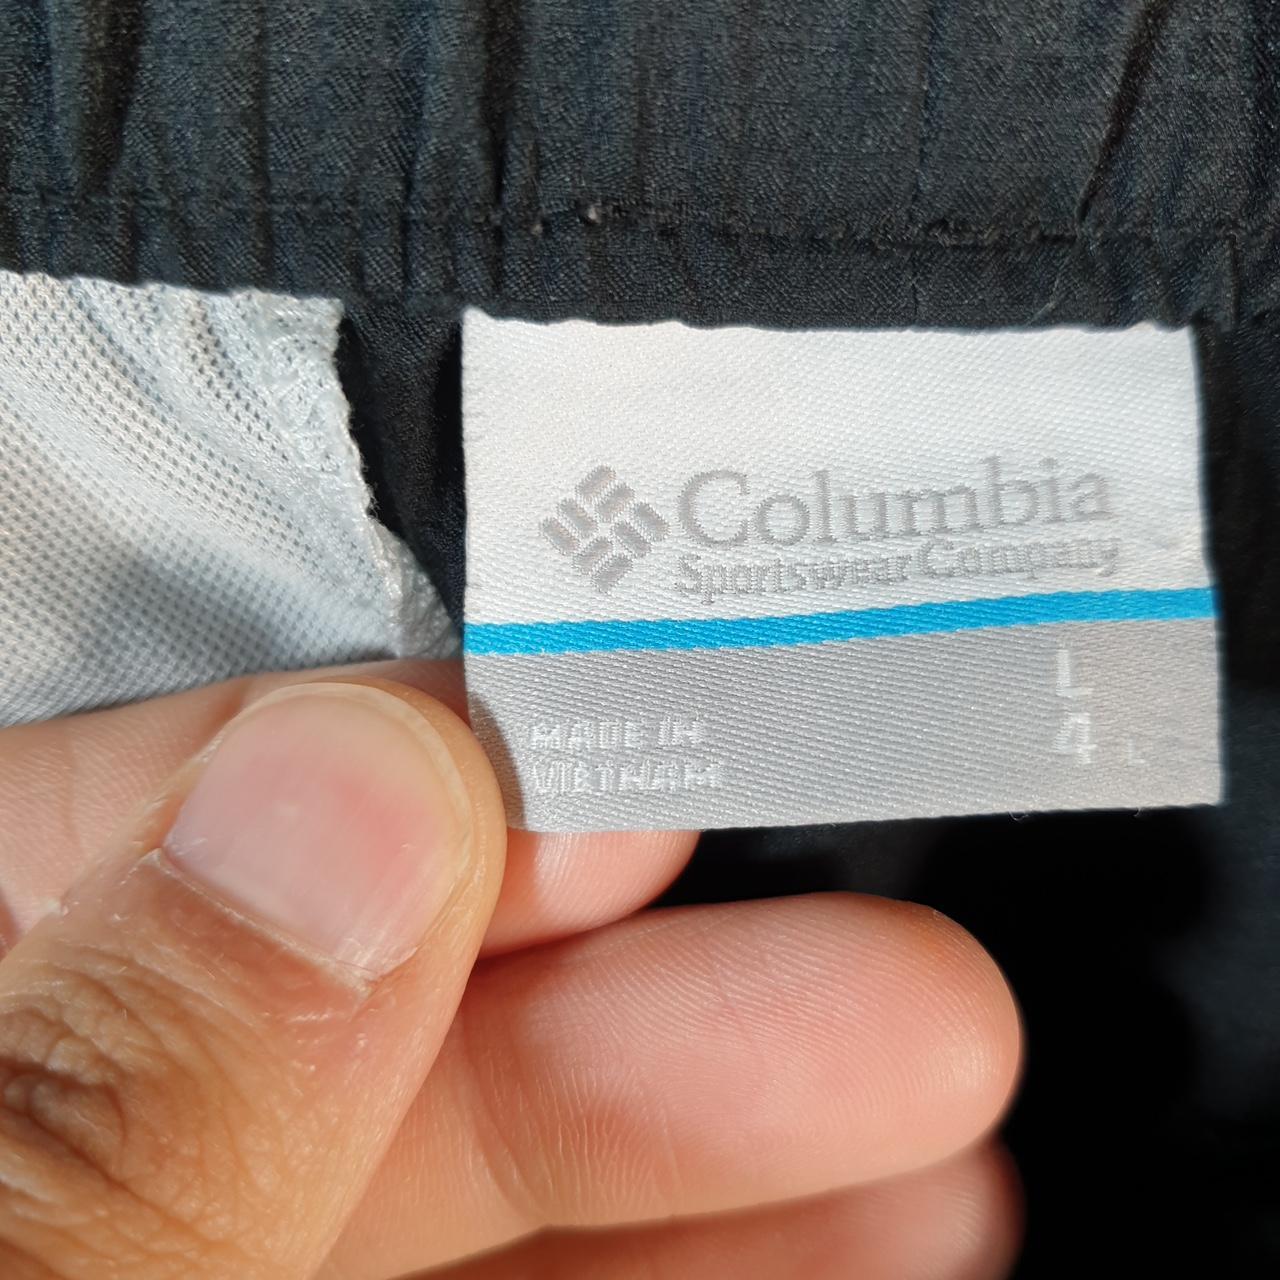 Columbia
Sportswear Company
L
4
MADE IN
VIETNAM